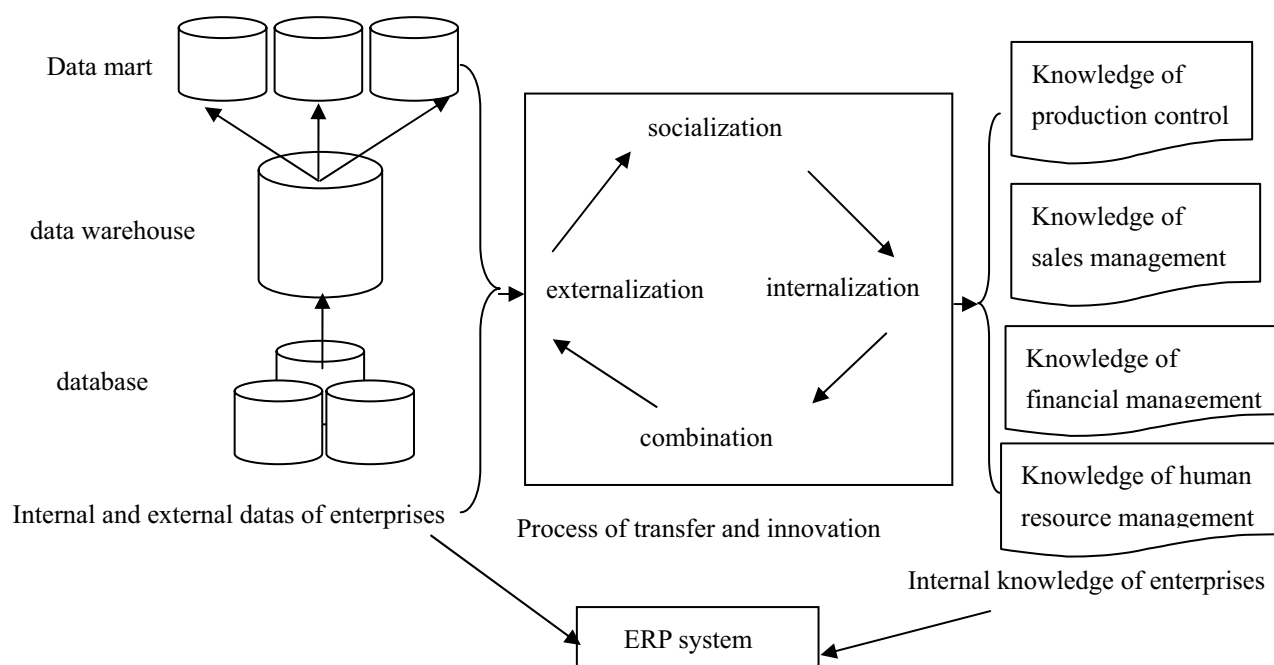 Data mart
data warehouse
database
Internal and external datas of enterprises
socialization
externalization
internalization
combination
Process of transfer and innovation
Knowledge of
production control
Knowledge of
sales management
Knowledge of
financial management
Knowledge of human
resource management
Internal knowledge of enterprises
ERP system